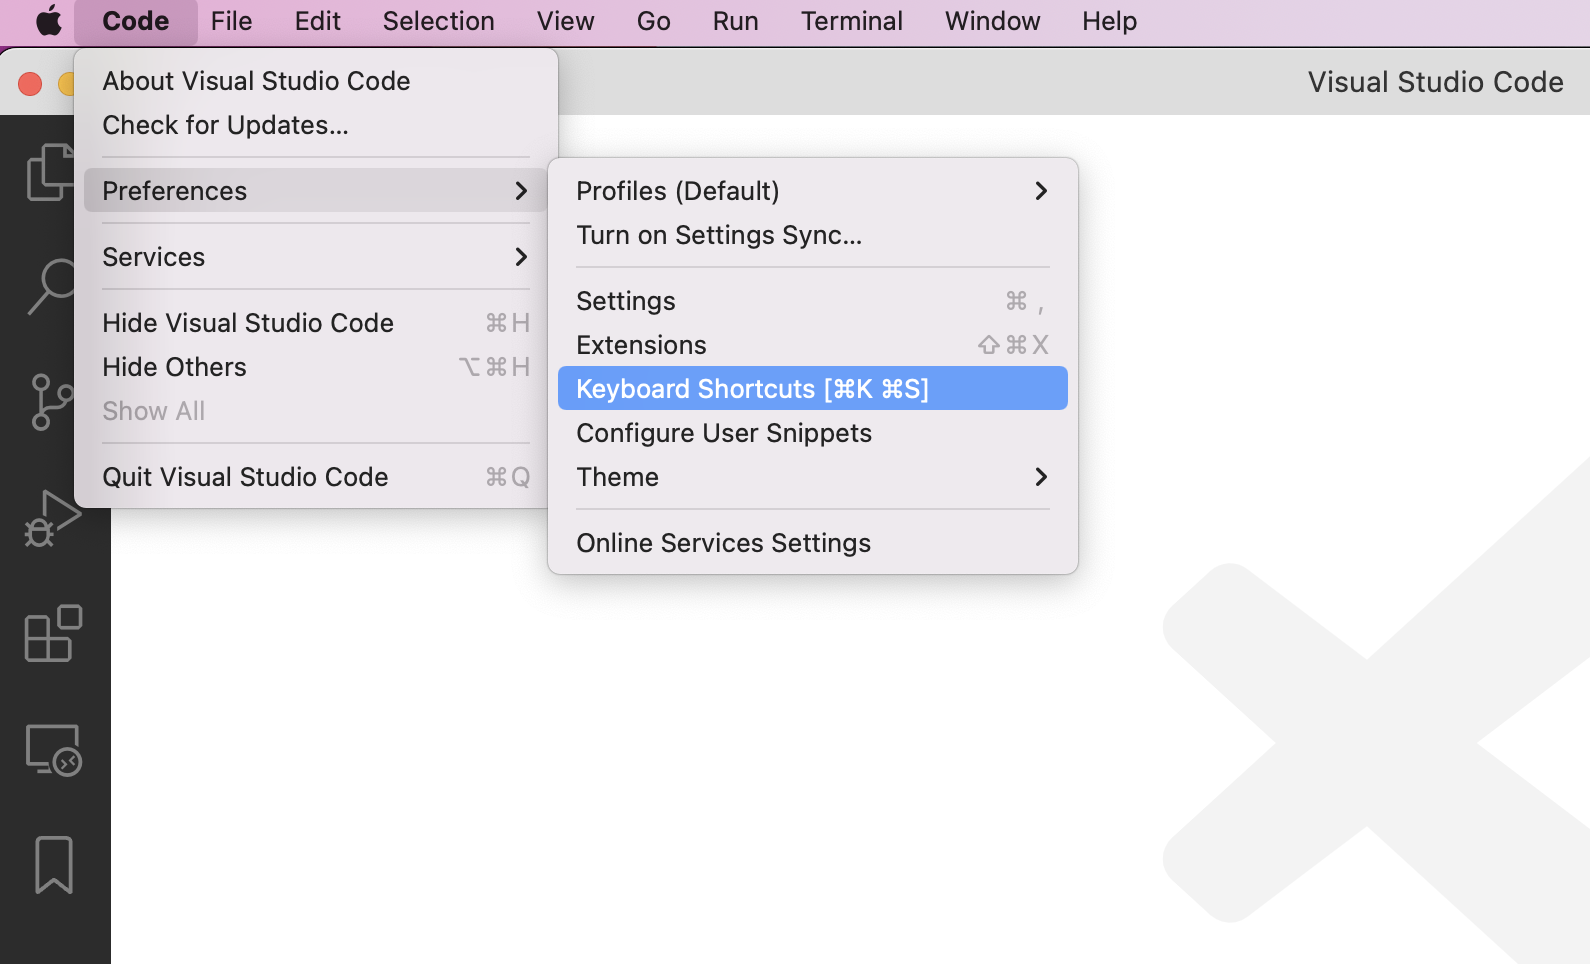 Code File Edit Selection View Go Run Terminal Window Help
Visual Studio Code
About Visual Studio Code
Check for Updates...
Preferences
Services
Hide Visual Studio Code ⌘H
Hide Others ⌥⌘H
Show All
Quit Visual Studio Code ⌘Q
Profiles (Default)
Turn on Settings Sync...
Settings ⌘ ,
Extensions ⇧⌘X
Keyboard Shortcuts [⌘K ⌘S]
Configure User Snippets
Theme
Online Services Settings